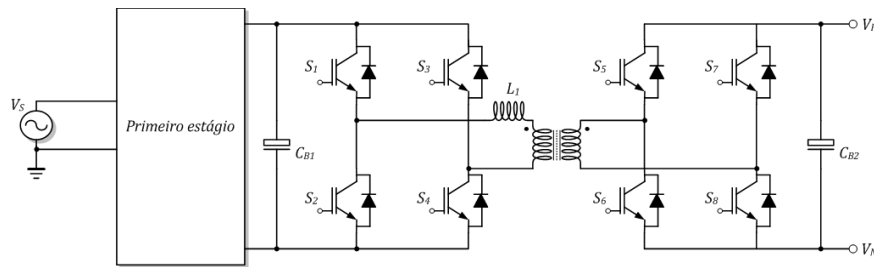 S1
S3
S5
S7
L1
VS
Primeiro estágio
CB1
CB2
S2
S4
S6
S8